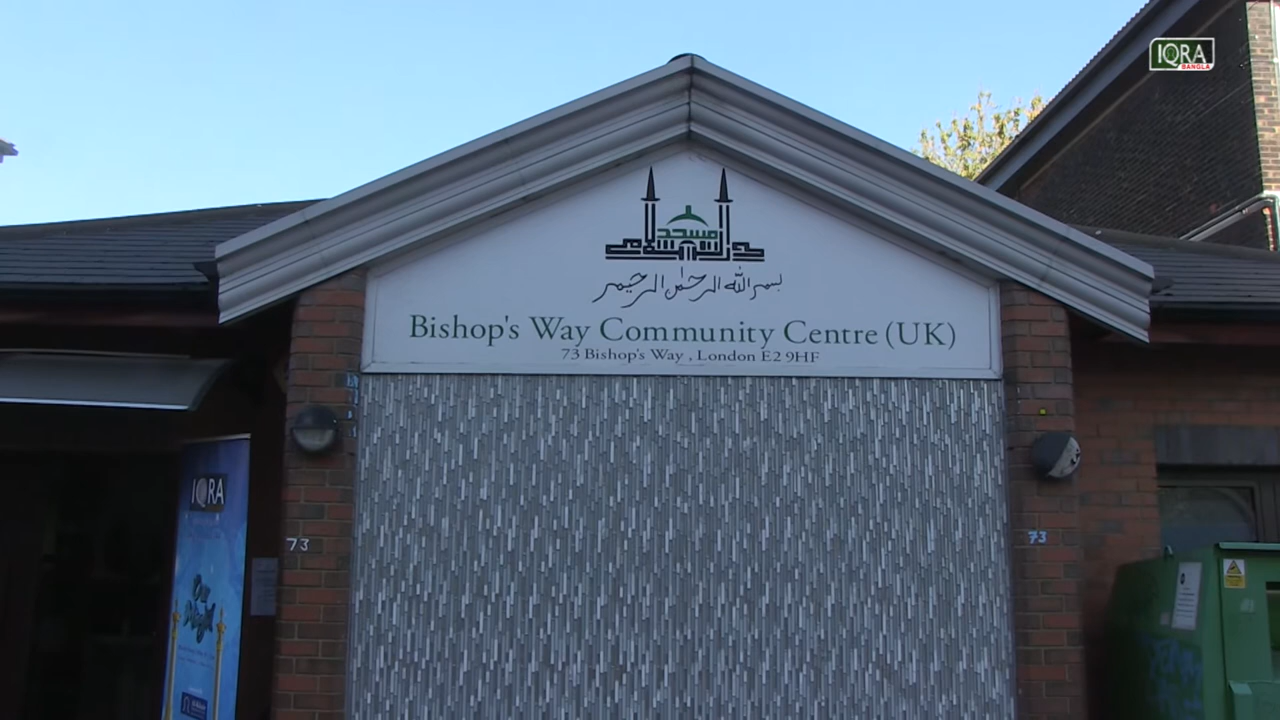 IQRA
BANGLA
مسجد
بسم الله الرحمن الرحيم
Bishop's Way Community Centre (UK)
73 Bishop's Way , London E2 9HF
IQRA
73
73